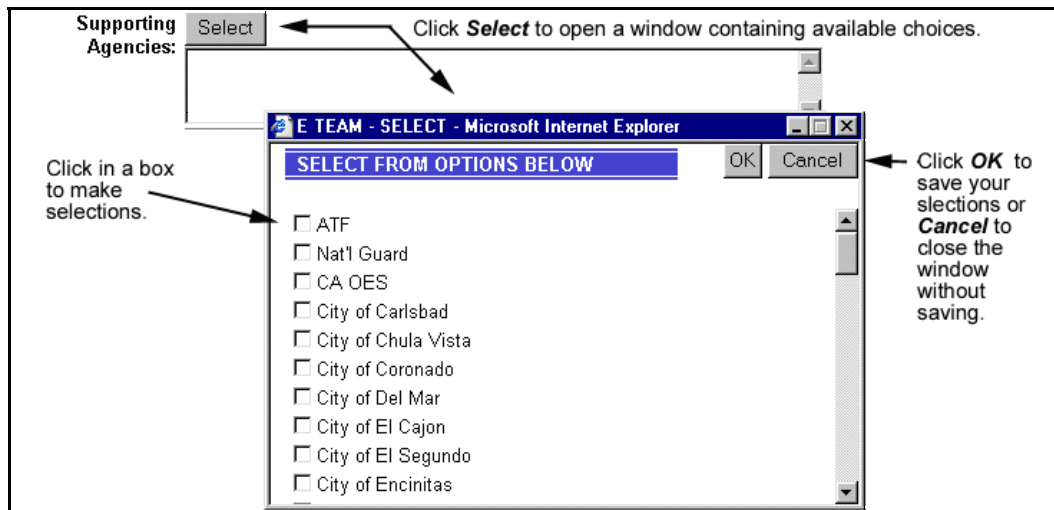 Supporting Agencies:
Select
Click Select to open a window containing available choices.
E TEAM - SELECT - Microsoft Internet Explorer
SELECT FROM OPTIONS BELOW
OK
Cancel
Click in a box
to make
selections.
Click OK to
save your
slections or
Cancel to
close the
window
without
saving.
ATF
Nat'l Guard
CA OES
City of Carlsbad
City of Chula Vista
City of Coronado
City of Del Mar
City of El Cajon
City of El Segundo
City of Encinitas